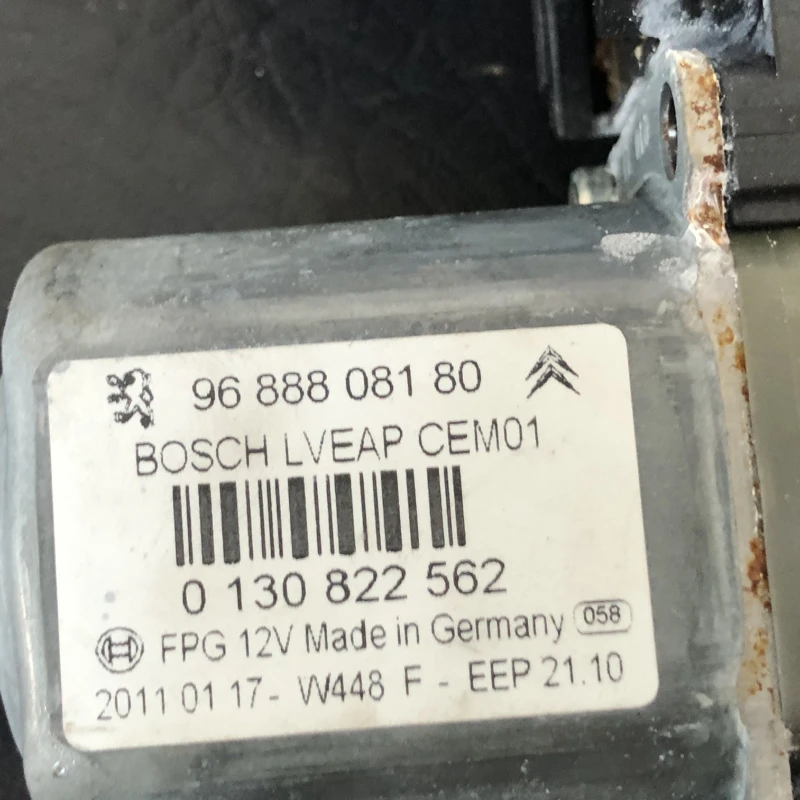 96 888 081 80
BOSCH LVEAP CEM01
0 130 822 562
FPG 12V Made in Germany 058
2011 01 17- W448 F - EEP 21.10